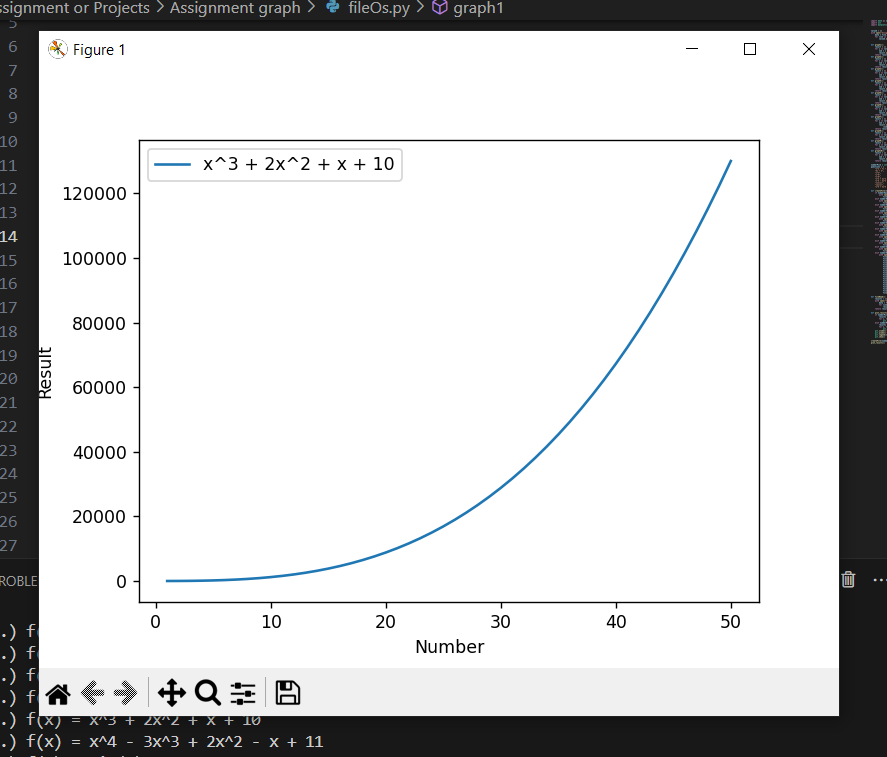 ssignment or Projects > Assignment graph > fileOs.py > graph1
5
6
7
8
9
10
11
12
13
14
15
16
17
18
19
20
21
22
23
24
25
26
27
Figure 1
x^3 + 2x^2 + x + 10
120000
100000
80000
60000
40000
20000
0
Result
0 10 20 30 40 50
Number
ROBLE
.) f(
.) f(
.) f(
.) f(
.) f(x) = x^3 + 2x^2 + x + 10
.) f(x) = x^4 - 3x^3 + 2x^2 - x + 11